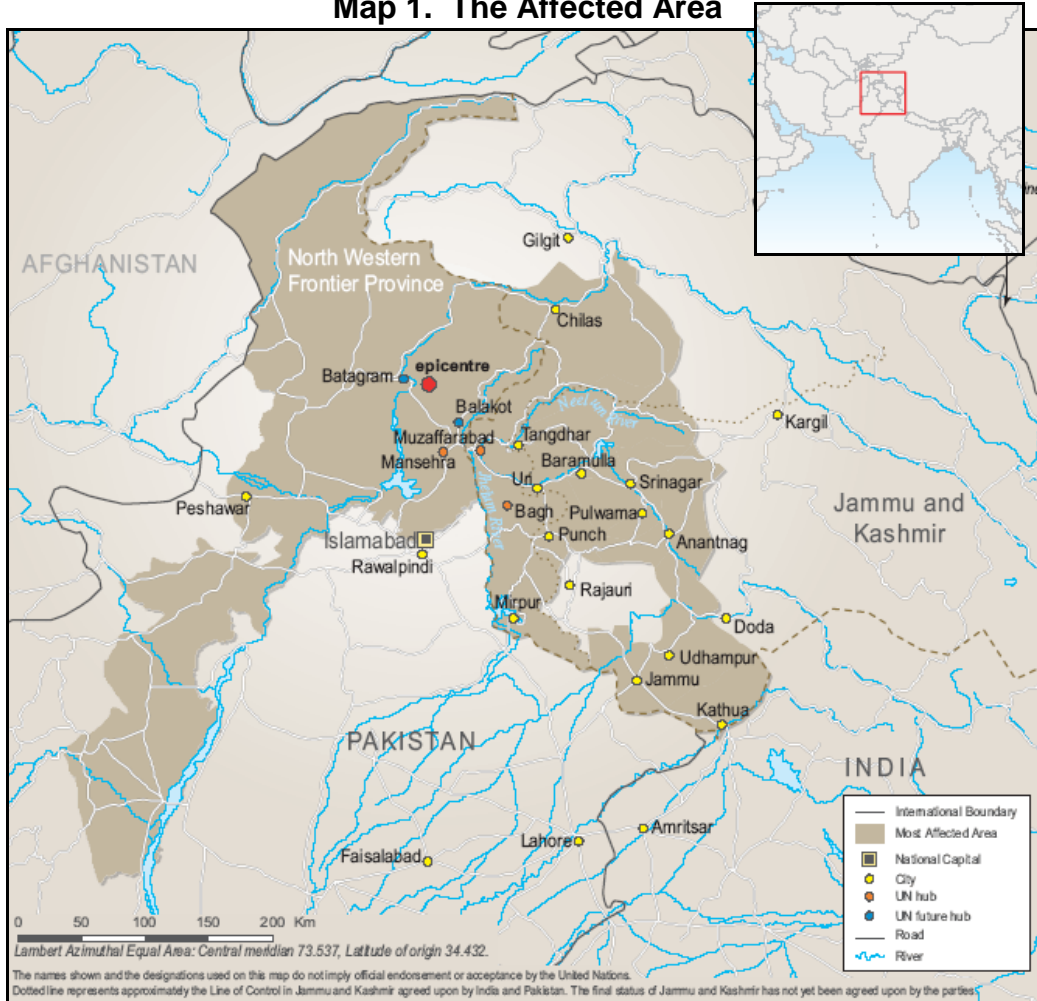 Map 1. The Affected Area
AFGHANISTAN
North Western
Frontier Province
Gilgit
Chilas
epicentre
Batagram
Balakot
Kargil
Neelum River
Muzaffarabad
Tangdhar
Mansehra
Baramulla
Uri
Srinagar
Peshawar
Jhelum River
Bagh
Pulwama
Jammu and
Kashmir
Islamabad
Punch
Anantnag
Rawalpindi
Rajauri
Mirpur
Doda
Udhampur
Jammu
Kathua
PAKISTAN
INDIA
Amritsar
Lahore
Faisalabad
International Boundary
Most Affected Area
National Capital
City
UN hub
UN future hub
Road
River
0 50 100 150 200 Km
Lambert Azimuthal Equal Area: Central meridian 73.537, Latitude of origin 34.432.
The names shown and the designations used on this map do not imply official endorsement or acceptance by the United Nations.
Dotted line represents approximately the Line of Control in Jammu and Kashmir agreed upon by India and Pakistan. The final status of Jammu and Kashmir has not yet been agreed upon by the parties